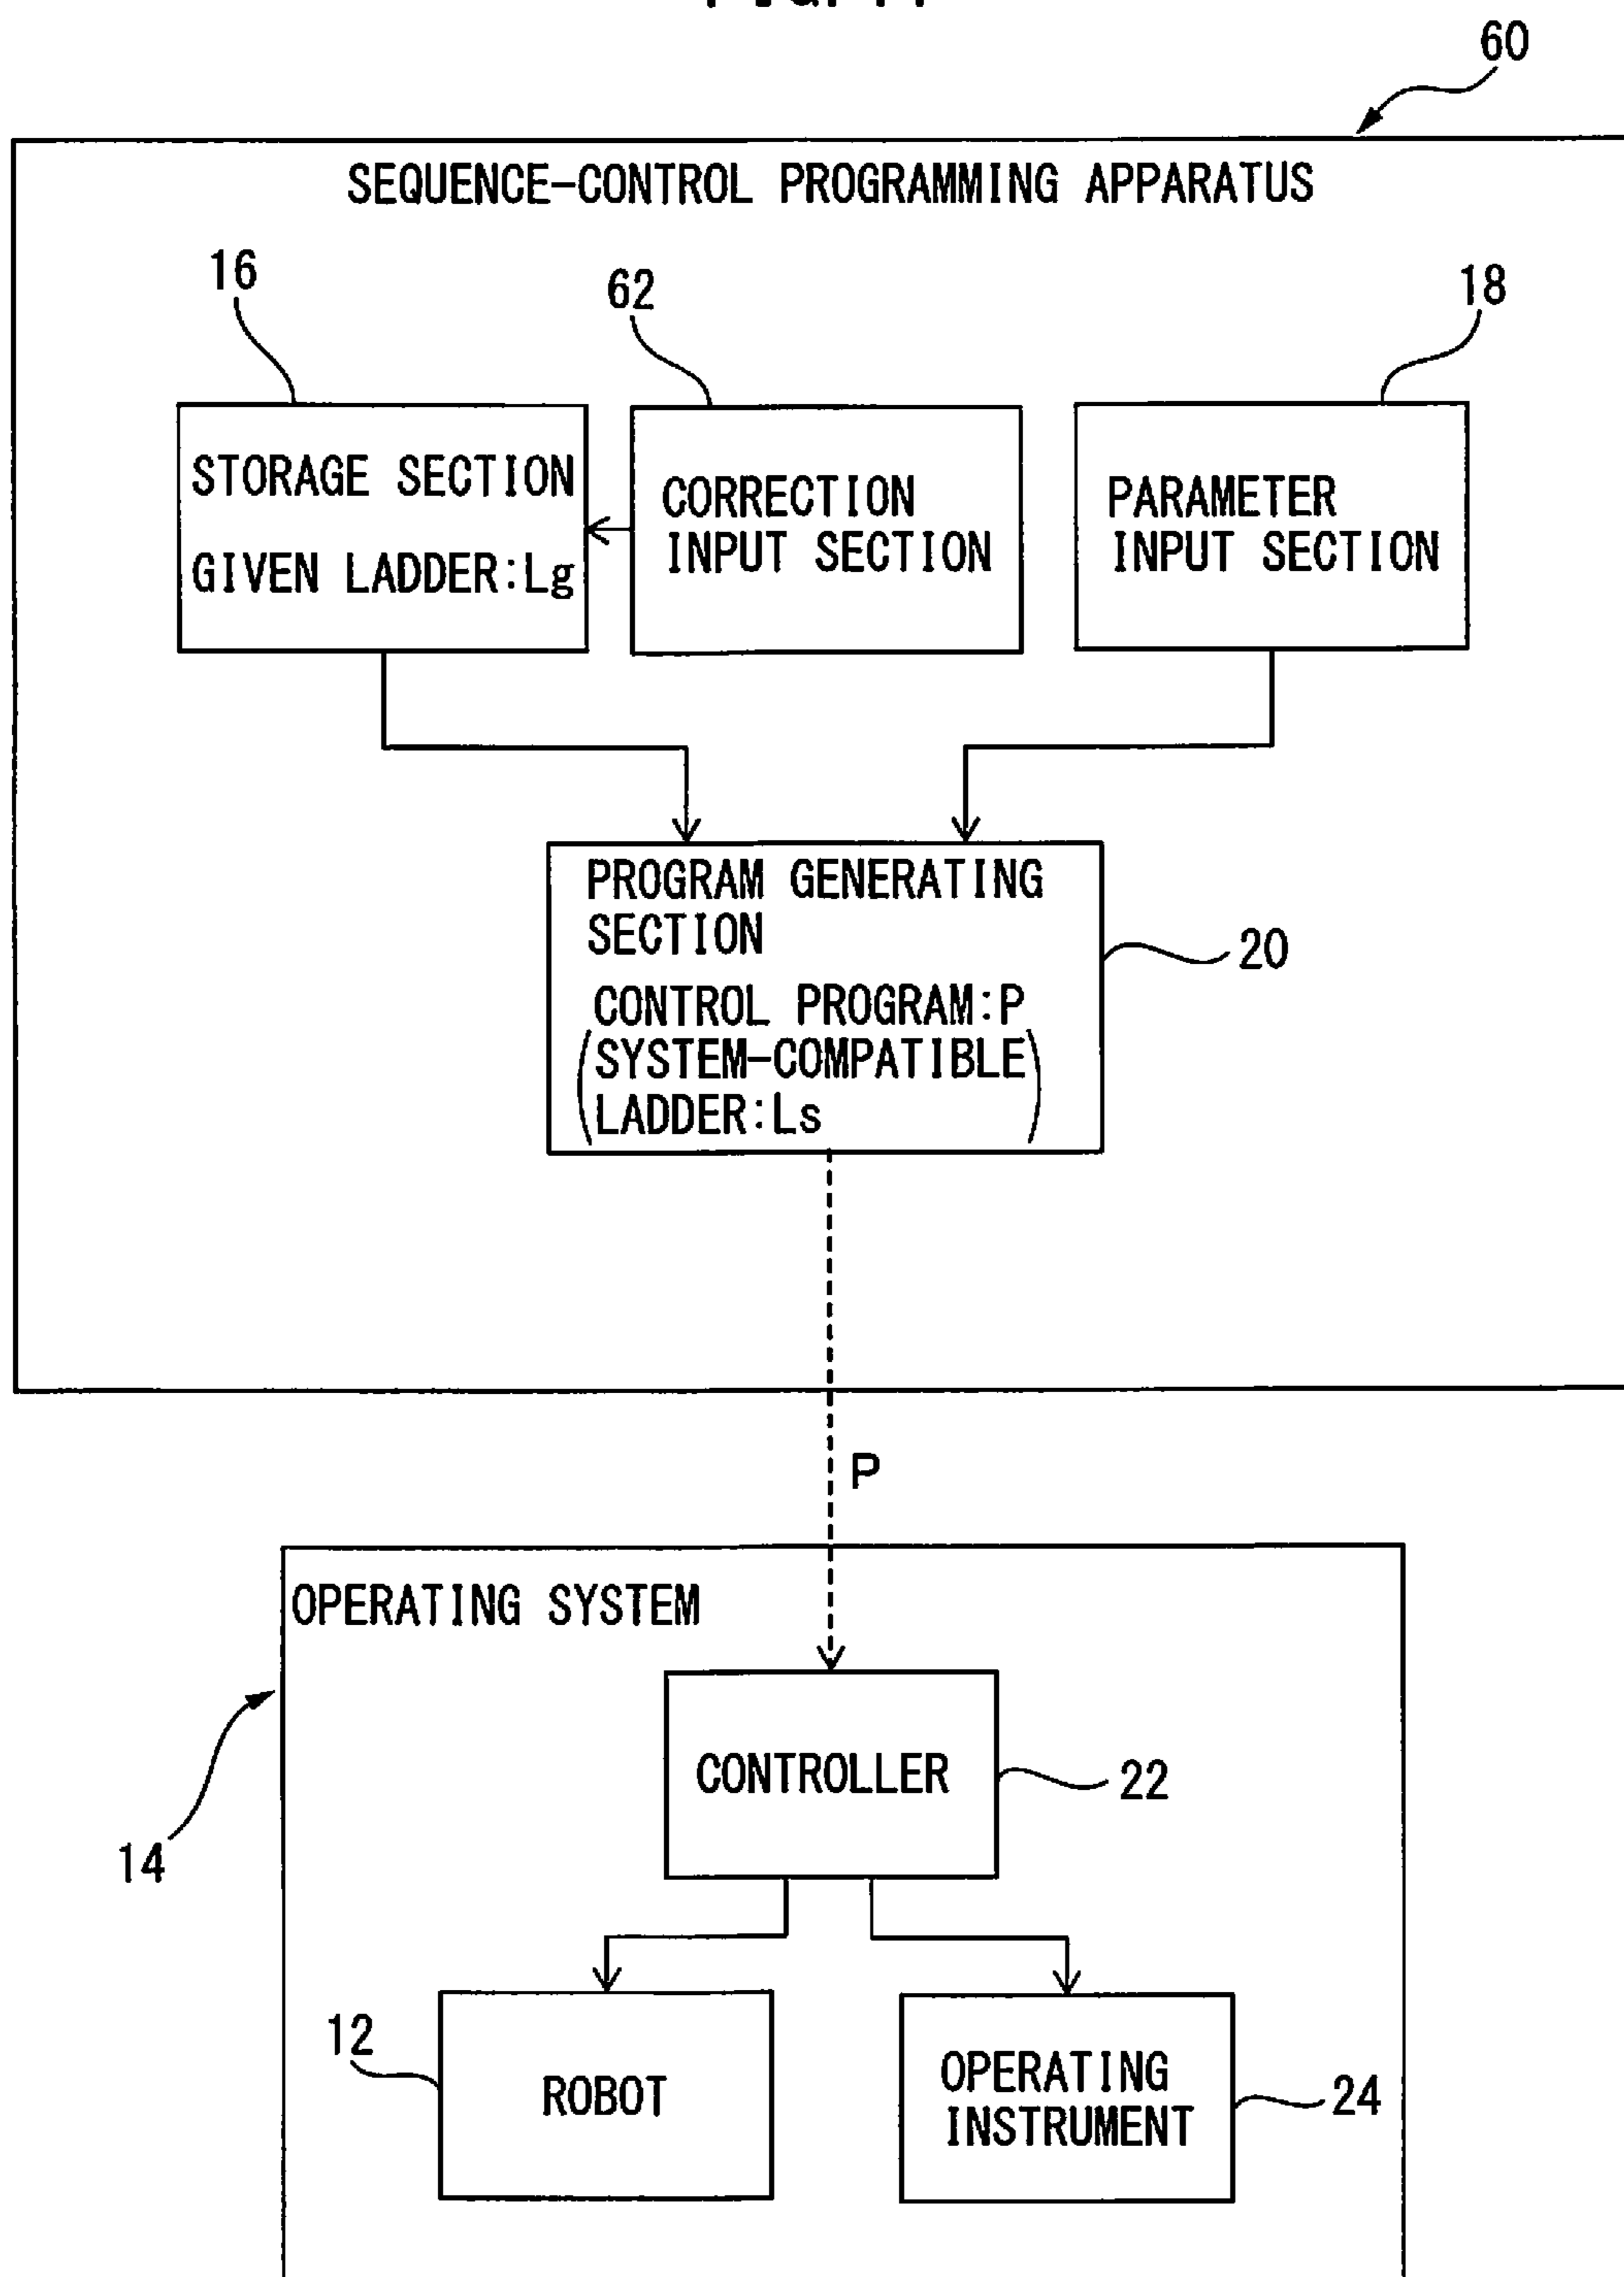 60
SEQUENCE-CONTROL PROGRAMMING APPARATUS
16
62
18
STORAGE SECTION
GIVEN LADDER:Lg
CORRECTION
INPUT SECTION
PARAMETER
INPUT SECTION
PROGRAM GENERATING
SECTION
CONTROL PROGRAM:P
(SYSTEM-COMPATIBLE
LADDER:Ls)
20
P
OPERATING SYSTEM
14
CONTROLLER
22
12
ROBOT
OPERATING
INSTRUMENT
24